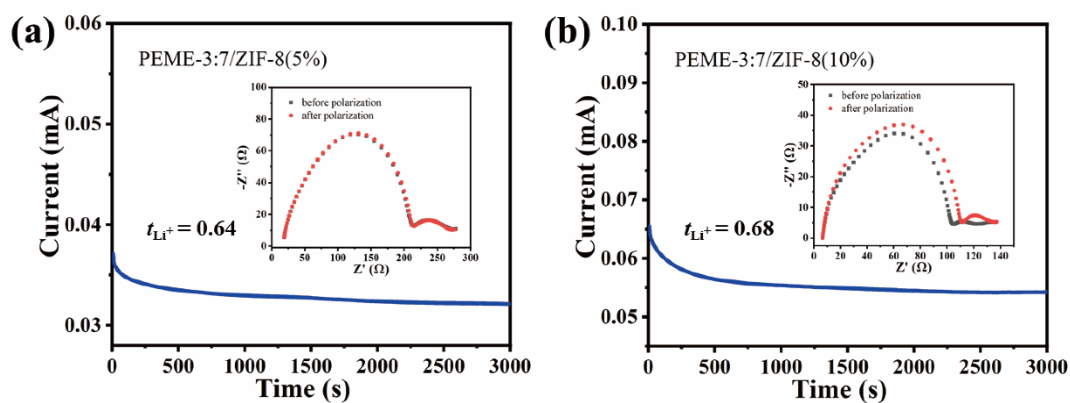 (a)
PEME-3:7/ZIF-8(5%)
before polarization
after polarization
-Z'' (Ω)
100
80
60
40
20
0
0 50 100 150 200 250 300
Z' (Ω)
tLi+ = 0.64
Current (mA)
0.06
0.05
0.04
0.03
0 500 1000 1500 2000 2500 3000
Time (s)
(b)
PEME-3:7/ZIF-8(10%)
before polarization
after polarization
-Z'' (Ω)
50
40
30
20
10
0
0 20 40 60 80 100 120 140
Z' (Ω)
tLi+ = 0.68
Current (mA)
0.10
0.09
0.08
0.07
0.06
0.05
0 500 1000 1500 2000 2500 3000
Time (s)